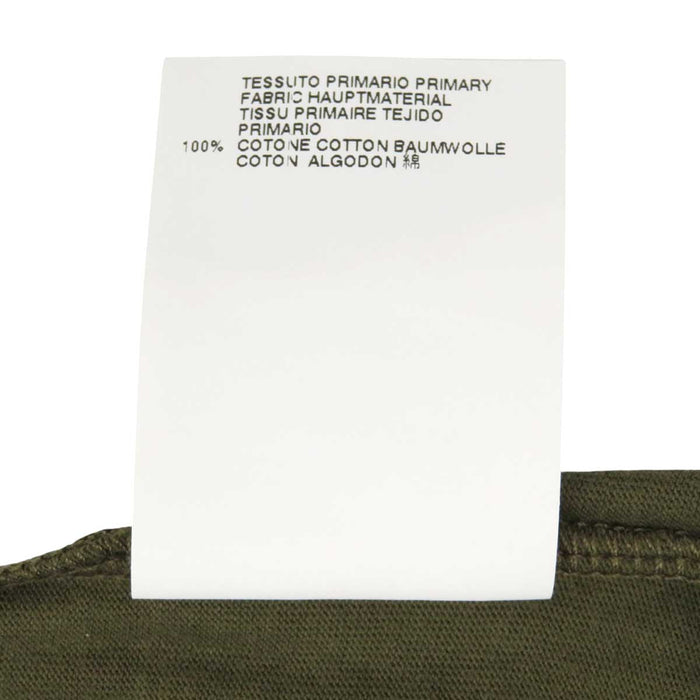 TESSUTO PRIMARIO PRIMARY
FABRIC HAUPTMATERIAL
TISSU PRIMAIRE TEJIDO
PRIMARIO
100% COTONE COTTON BAUMWOLLE
COTON ALGODON 綿